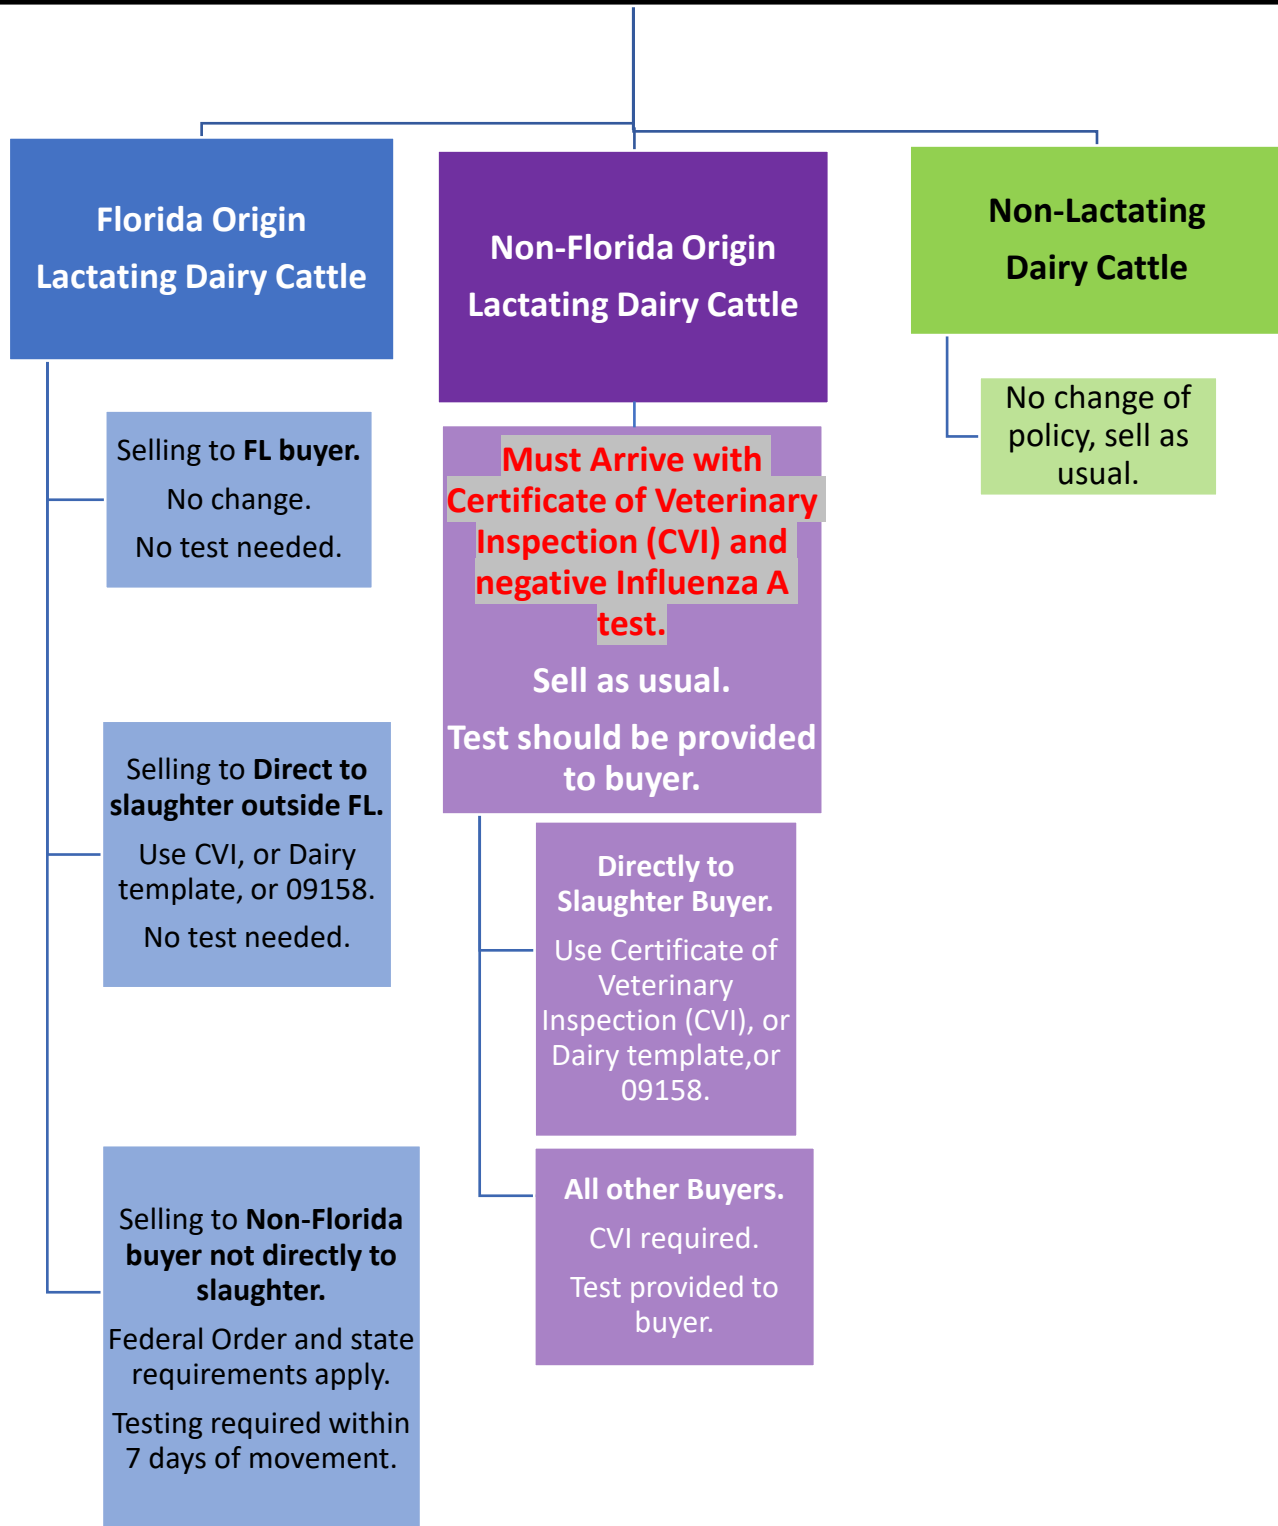 Florida Origin
Lactating Dairy Cattle
Selling to FL buyer.
No change.
No test needed.
Selling to Direct to
slaughter outside FL.
Use CVI, or Dairy
template, or 09158.
No test needed.
Selling to Non-Florida
buyer not directly to
slaughter.
Federal Order and state
requirements apply.
Testing required within
7 days of movement.
Non-Florida Origin
Lactating Dairy Cattle
Must Arrive with
Certificate of Veterinary
Inspection (CVI) and
negative Influenza A
test.
Sell as usual.
Test should be provided
to buyer.
Directly to
Slaughter Buyer.
Use Certificate of
Veterinary
Inspection (CVI), or
Dairy template,or
09158.
All other Buyers.
CVI required.
Test provided to
buyer.
Non-Lactating
Dairy Cattle
No change of
policy, sell as
usual.